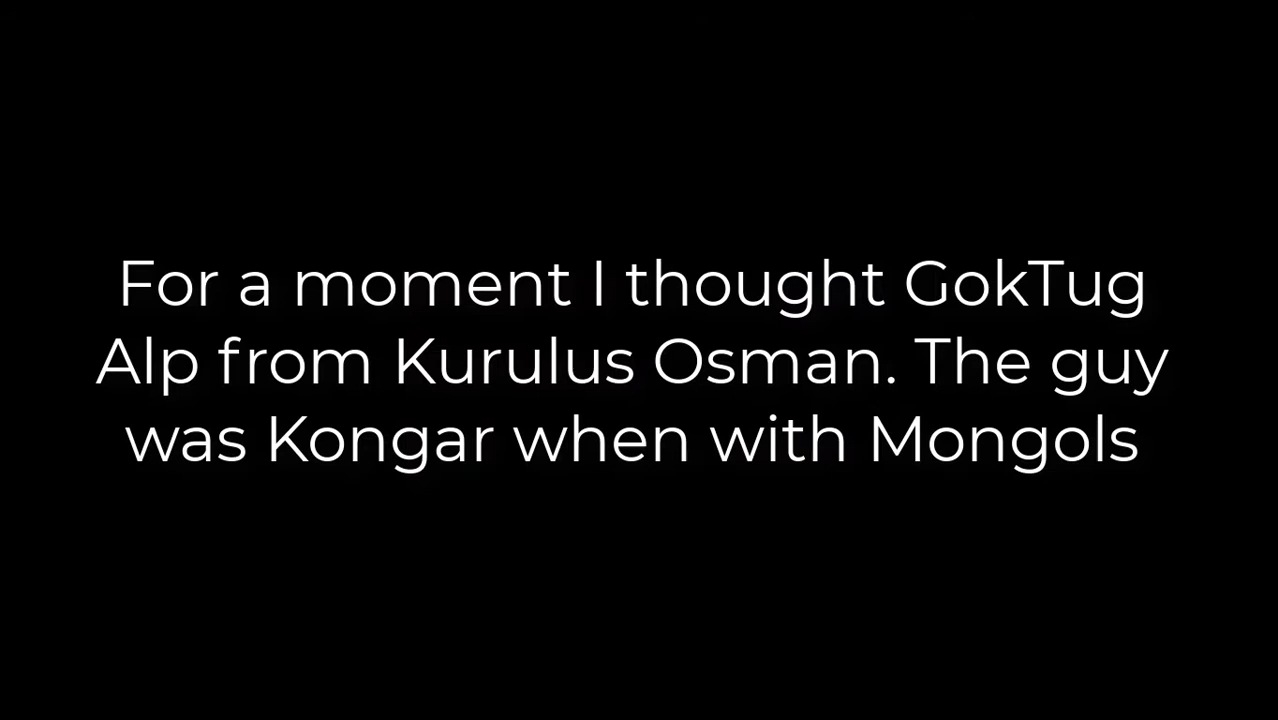 For a moment I thought GokTug
Alp from Kurulus Osman. The guy
was Kongar when with Mongols